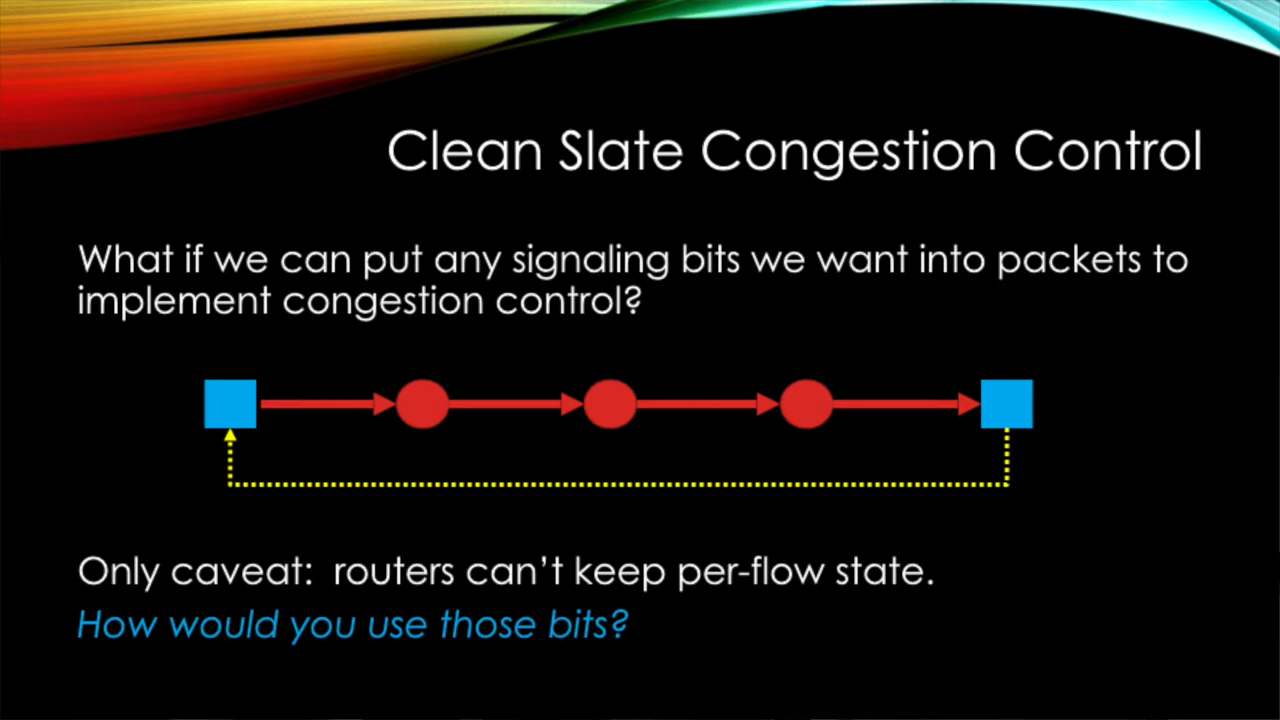 Clean Slate Congestion Control
What if we can put any signaling bits we want into packets to
implement congestion control?
Only caveat:  routers can’t keep per-flow state.
How would you use those bits?